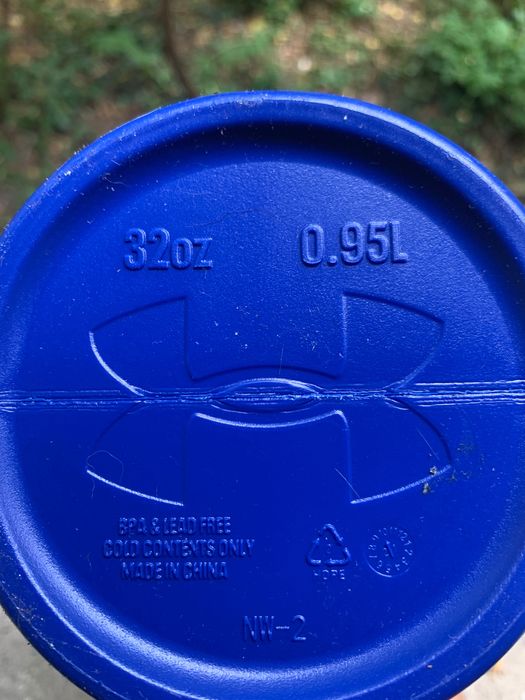 32oz 0.95L
BPA & LEAD FREE
COLD CONTENTS ONLY
MADE IN CHINA
HDPE
NW-2